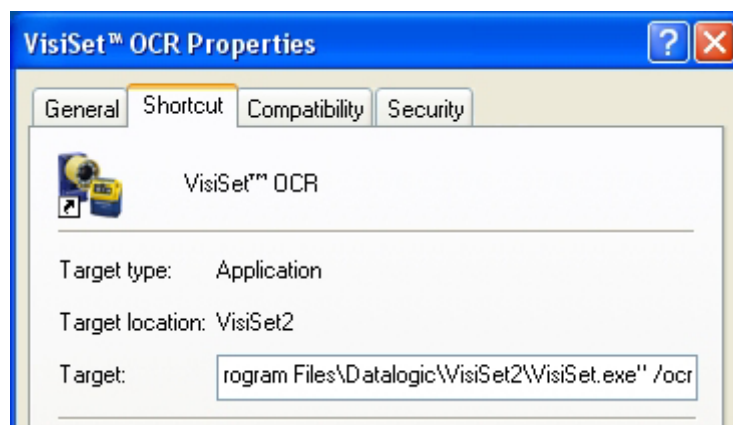 VisiSet™ OCR Properties
General Shortcut Compatibility Security
VisiSet™ OCR
Target type: Application
Target location: VisiSet2
Target: rogram Files\Datalogic\VisiSet2\VisiSet.exe" /ocr